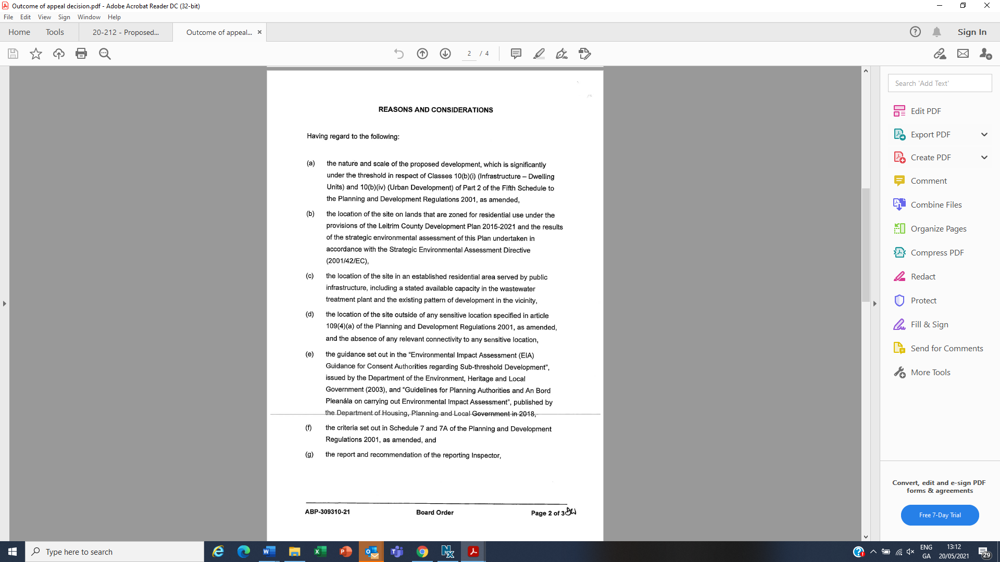 Outcome of appeal decision.pdf - Adobe Acrobat Reader DC (32-bit)
File Edit View Sign Window Help
Home Tools 20-212 - Proposed... Outcome of appeal... × Sign In
2 / 4
REASONS AND CONSIDERATIONS
Having regard to the following:
(a) the nature and scale of the proposed development, which is significantly
under the threshold in respect of Classes 10(b)(i) (Infrastructure – Dwelling
Units) and 10(b)(iv) (Urban Development) of Part 2 of the Fifth Schedule to
the Planning and Development Regulations 2001, as amended,
(b) the location of the site on lands that are zoned for residential use under the
provisions of the Leitrim County Development Plan 2015-2021 and the results
of the strategic environmental assessment of this Plan undertaken in
accordance with the Strategic Environmental Assessment Directive
(2001/42/EC),
(c) the location of the site in an established residential area served by public
infrastructure, including a stated available capacity in the wastewater
treatment plant and the existing pattern of development in the vicinity,
(d) the location of the site outside of any sensitive location specified in article
109(4)(a) of the Planning and Development Regulations 2001, as amended,
and the absence of any relevant connectivity to any sensitive location,
(e) the guidance set out in the “Environmental Impact Assessment (EIA)
Guidance for Consent Authorities regarding Sub-threshold Development”,
issued by the Department of the Environment, Heritage and Local
Government (2003), and “Guidelines for Planning Authorities and An Bord
Pleanála on carrying out Environmental Impact Assessment”, published by
the Department of Housing, Planning and Local Government in 2018,
(f) the criteria set out in Schedule 7 and 7A of the Planning and Development
Regulations 2001, as amended, and
(g) the report and recommendation of the reporting Inspector,
ABP-309310-21 Board Order Page 2 of 3
Search 'Add Text'
Edit PDF
Export PDF
Create PDF
Comment
Combine Files
Organize Pages
Compress PDF
Redact
Protect
Fill & Sign
Send for Comments
More Tools
Convert, edit and e-sign PDF
forms & agreements
Free 7-Day Trial
Type here to search
ENG
GA
13:12
20/05/2021
29